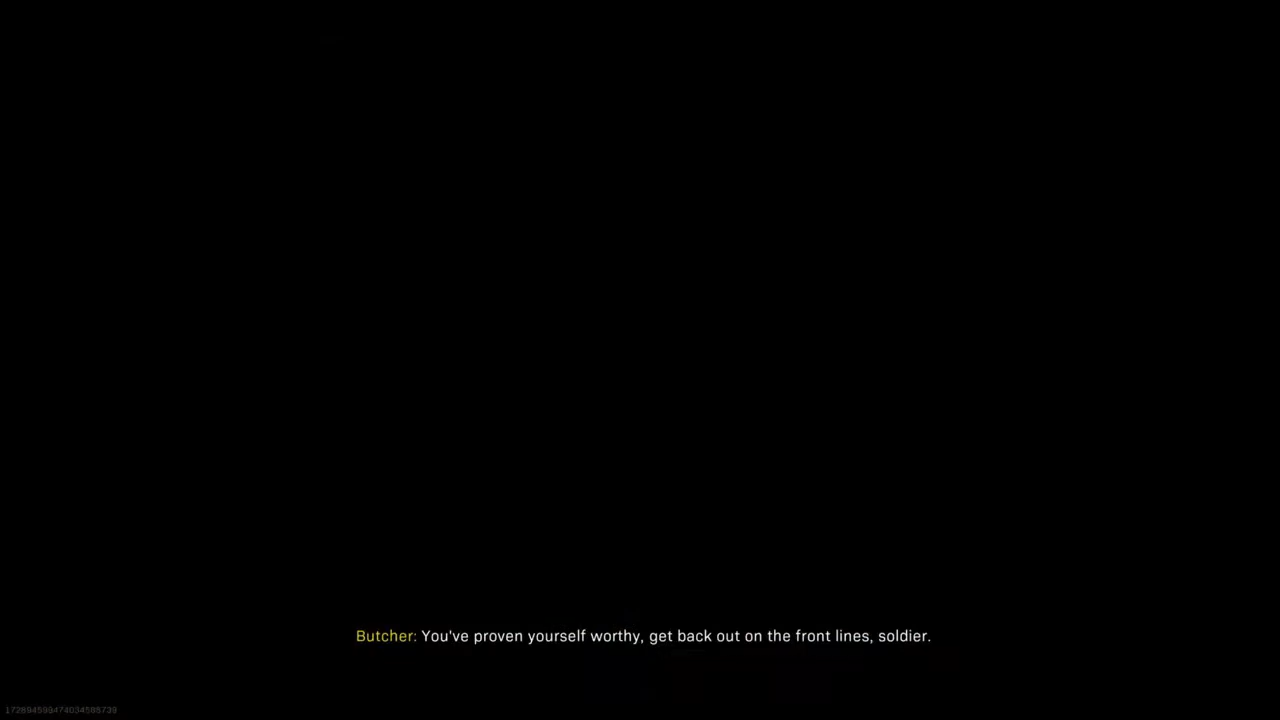 Butcher: You've proven yourself worthy, get back out on the front lines, soldier.